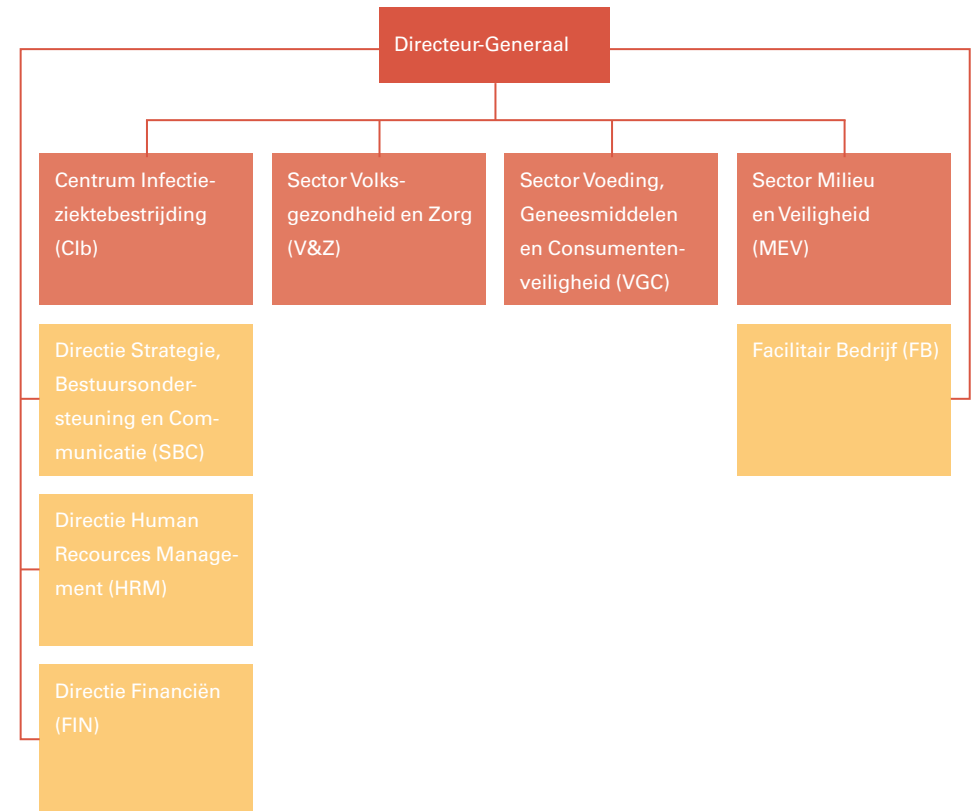 Directeur-Generaal
Centrum Infectie-
ziektebestrijding
(CIb)
Sector Volks-
gezondheid en Zorg
(V&Z)
Sector Voeding,
Geneesmiddelen
en Consumenten-
veiligheid (VGC)
Sector Milieu
en Veiligheid
(MEV)
Directie Strategie,
Bestuursonder-
steuning en Com-
municatie (SBC)
Facilitair Bedrijf (FB)
Directie Human
Recources Manage-
ment (HRM)
Directie Financiën
(FIN)